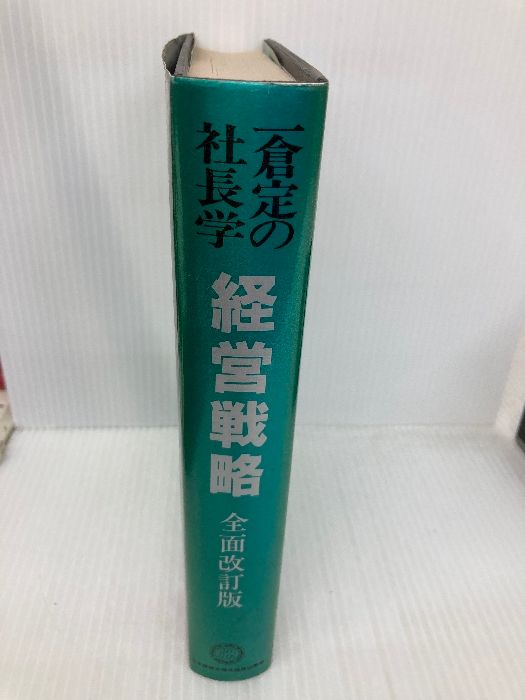 一倉定の
社長学
経営戦略
全面改訂版